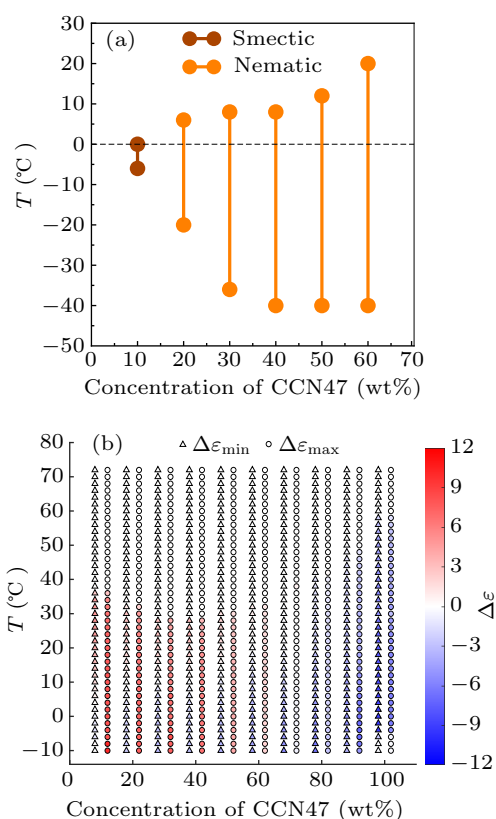 (a)
Smectic
Nematic
30
20
10
0
−10
−20
−30
−40
−50
T (℃)
0 10 20 30 40 50 60 70
Concentration of CCN47 (wt%)
(b)
Δε_min Δε_max
80
70
60
50
40
30
20
10
0
−10
T (℃)
0 20 40 60 80 100
Concentration of CCN47 (wt%)
12
9
6
3
0
−3
−6
−9
−12
Δε